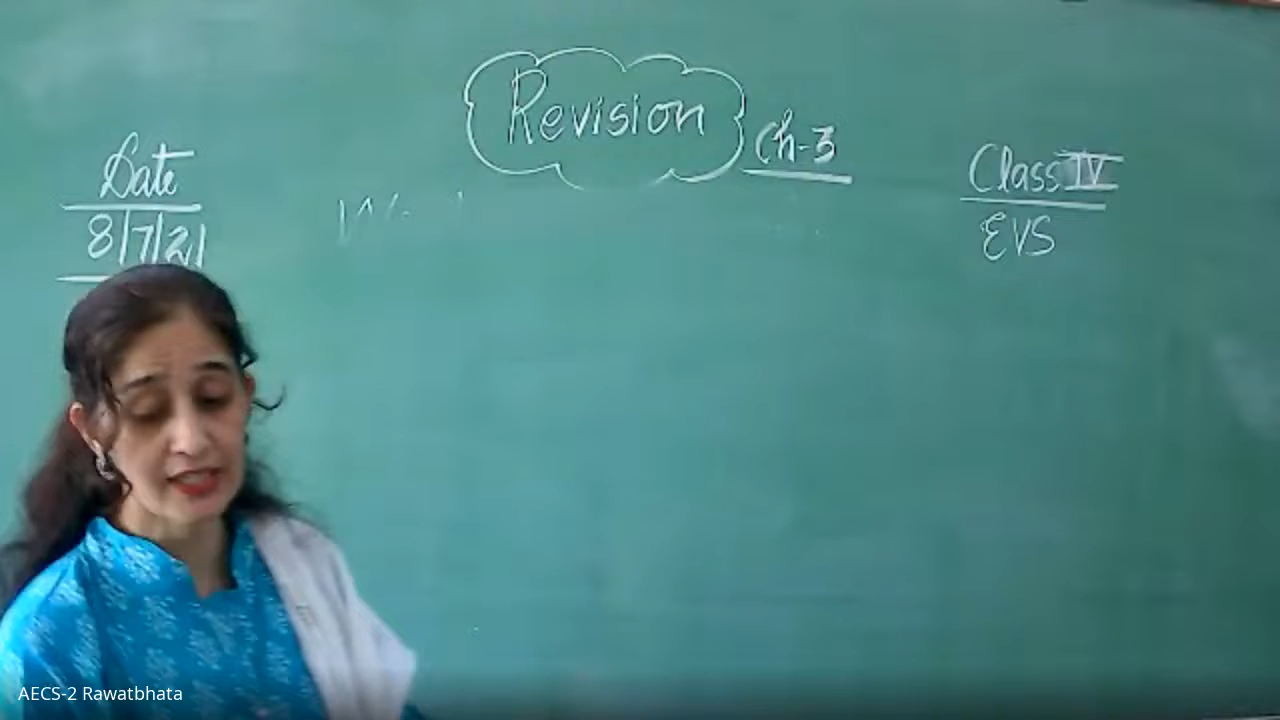 Revision
Ch-3
Date
8/7/21
Class IV
EVS
AECS-2 Rawatbhata